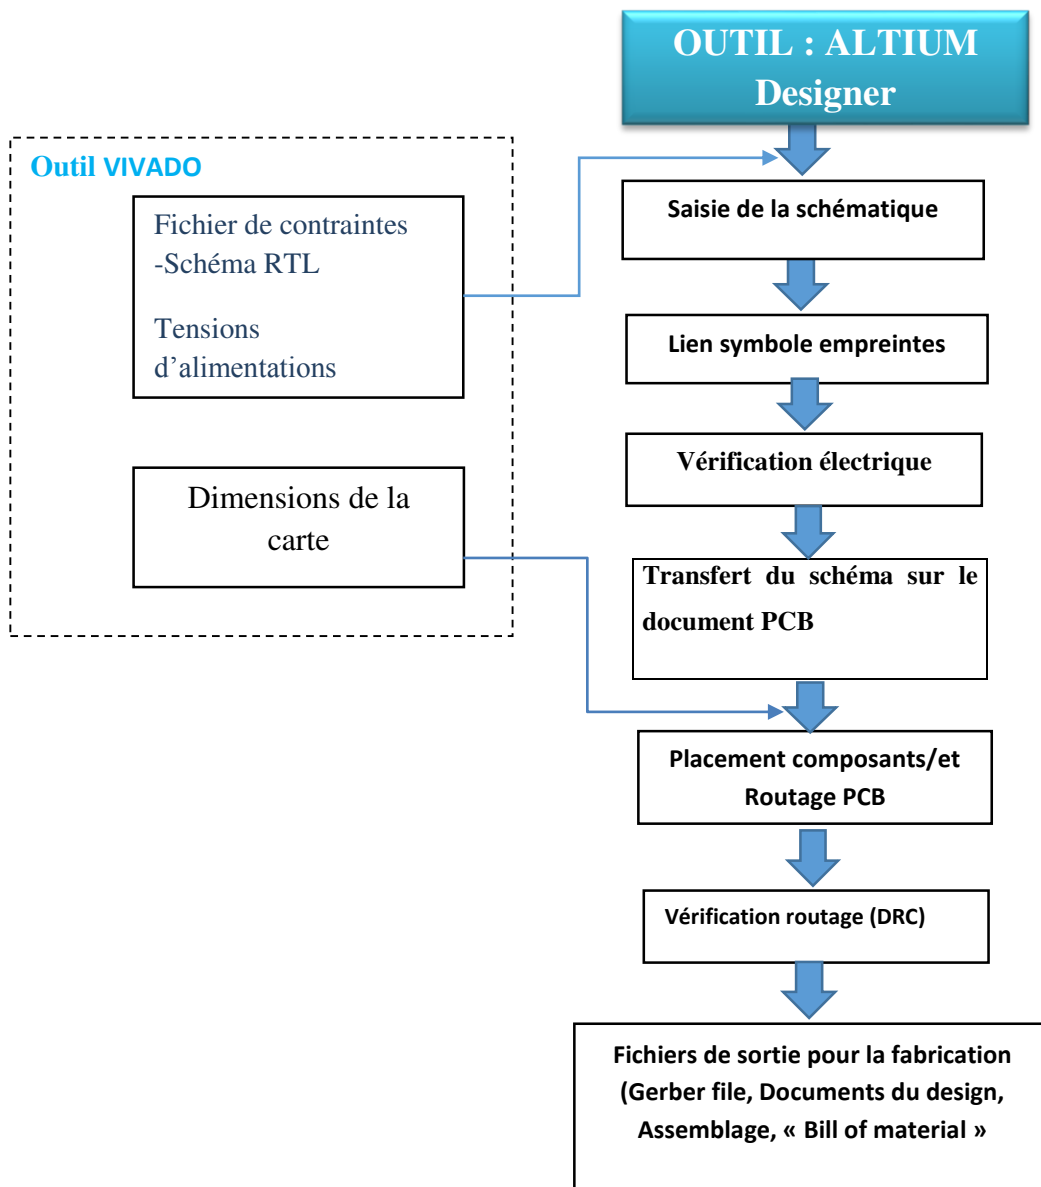 OUTIL : ALTIUM
Designer
Outil VIVADO
Fichier de contraintes
-Schéma RTL
Tensions
d’alimentations
Dimensions de la
carte
Saisie de la schématique
Lien symbole empreintes
Vérification électrique
Transfert du schéma sur le
document PCB
Placement composants/et
Routage PCB
Vérification routage (DRC)
Fichiers de sortie pour la fabrication
(Gerber file, Documents du design,
Assemblage, « Bill of material »